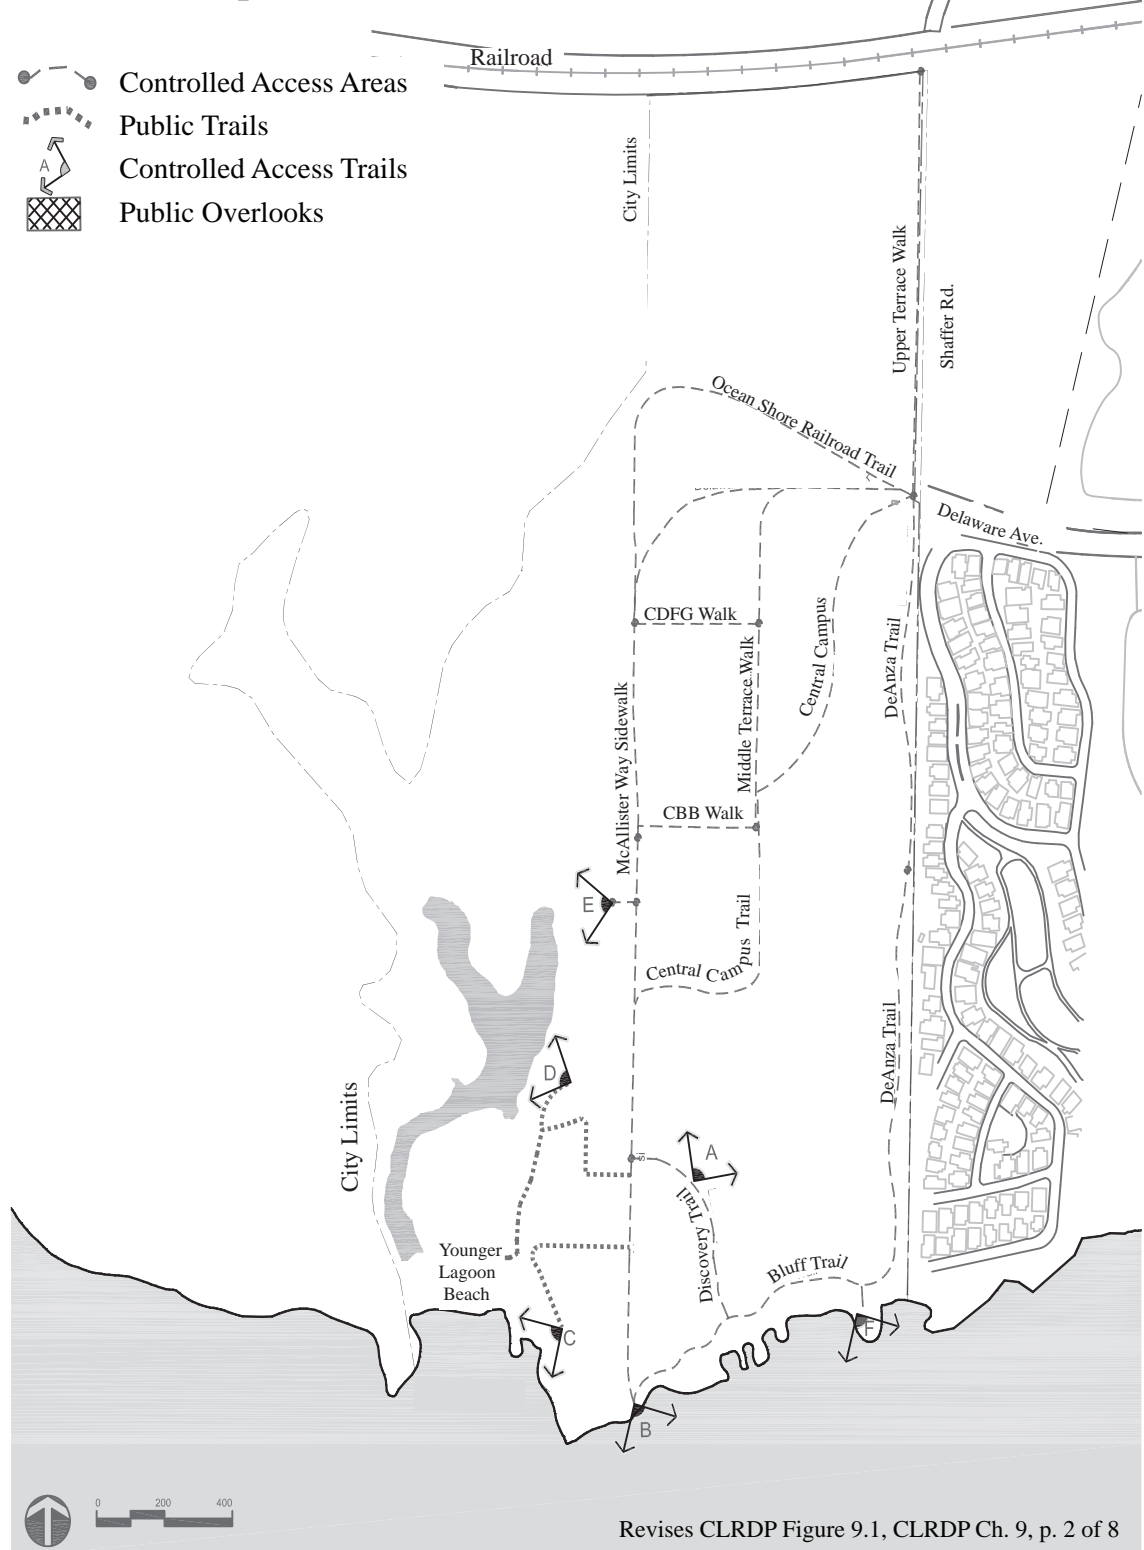 Railroad
Controlled Access Areas
Public Trails
A
Controlled Access Trails
Public Overlooks
City Limits
Upper Terrace Walk
Shaffer Rd.
Ocean Shore Railroad Trail
Delaware Ave.
CDFG Walk
Central Campus
DeAnza Trail
Middle Terrace Walk
McAllister Way Sidewalk
CBB Walk
E
Central Campus Trail
DeAnza Trail
D
City Limits
A
Discovery Trail
Younger
Lagoon
Beach
Bluff Trail
C
F
B
0 200 400
Revises CLRDP Figure 9.1, CLRDP Ch. 9, p. 2 of 8